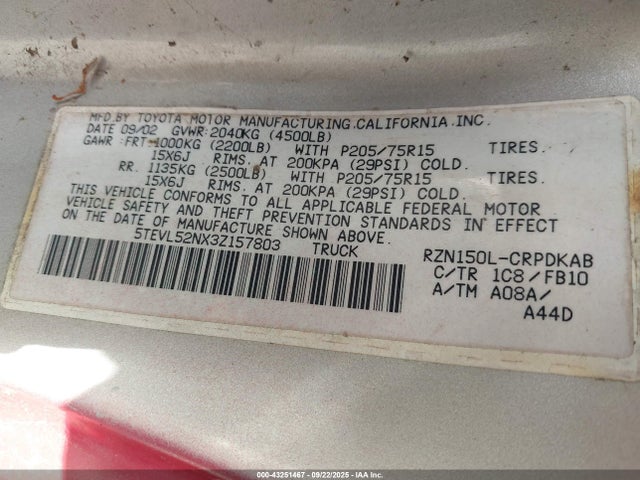 MFD.BY TOYOTA MOTOR MANUFACTURING.CALIFORNIA.INC.
DATE 09/02 GVWR:2040KG (4500LB)
GAWR : FRT.1000KG (2200LB) WITH P205/75R15 TIRES.
15X6J RIMS. AT 200KPA (29PSI) COLD.
RR. 1135KG (2500LB) WITH P205/75R15 TIRES.
15X6J RIMS. AT 200KPA (29PSI) COLD.
THIS VEHICLE CONFORMS TO ALL APPLICABLE FEDERAL MOTOR
VEHICLE SAFETY AND THEFT PREVENTION STANDARDS IN EFFECT
ON THE DATE OF MANUFACTURE SHOWN ABOVE.
5TEVL52NX3Z157803 TRUCK RZN150L-CRPDKAB
C/TR 1C8/FB10
A/TM A08A/
A44D
000-43251467 09/22/2025 IAA Inc.